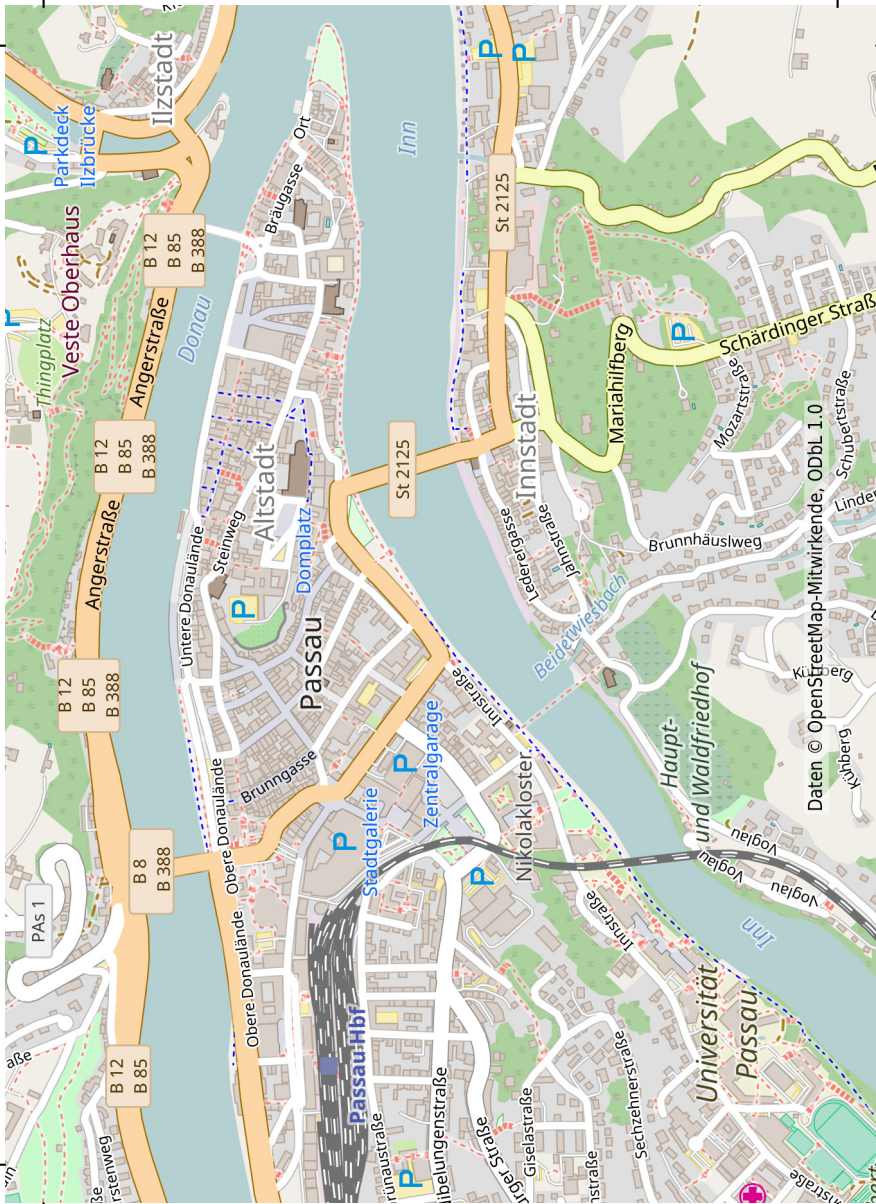 PAs 1
P
P
Parkdeck
Ilzbrücke
Thingplatz
Veste Oberhaus
Ilzstadt
B 12
B 85
B 12
B 85
B 388
Angerstraße
B 12
B 85
B 388
Angerstraße
B 12
B 85
B 388
B 8
B 388
Donau
Untere Donaulände
Obere Donaulände
Obere Donaulände
Steinweg
P
Altstadt
Bräugasse
Ort
Brunngasse
Passau
Domplatz
P
Stadtgalerie
Passau Hbf
P
Zentralgarage
St 2125
Inn
P
P
Innstraße
Nikolakloster
Giselastraße
Sechzehnerstraße
P
P
St 2125
Innstadt
Lederergasse
Jahnstraße
Beiderwiesbach
Mariahilfberg
P
Schärdinger Straß
Mozartstraße
Brunnhäuslweg
Schubertstraße
Linde
Innstraße
Haupt-
und Waldfriedhof
Universität
Passau
Voglau
Voglau
Voglau
Inn
Künberg
Künberg
Daten © OpenStreetMap-Mitwirkende, ODbL 1.0